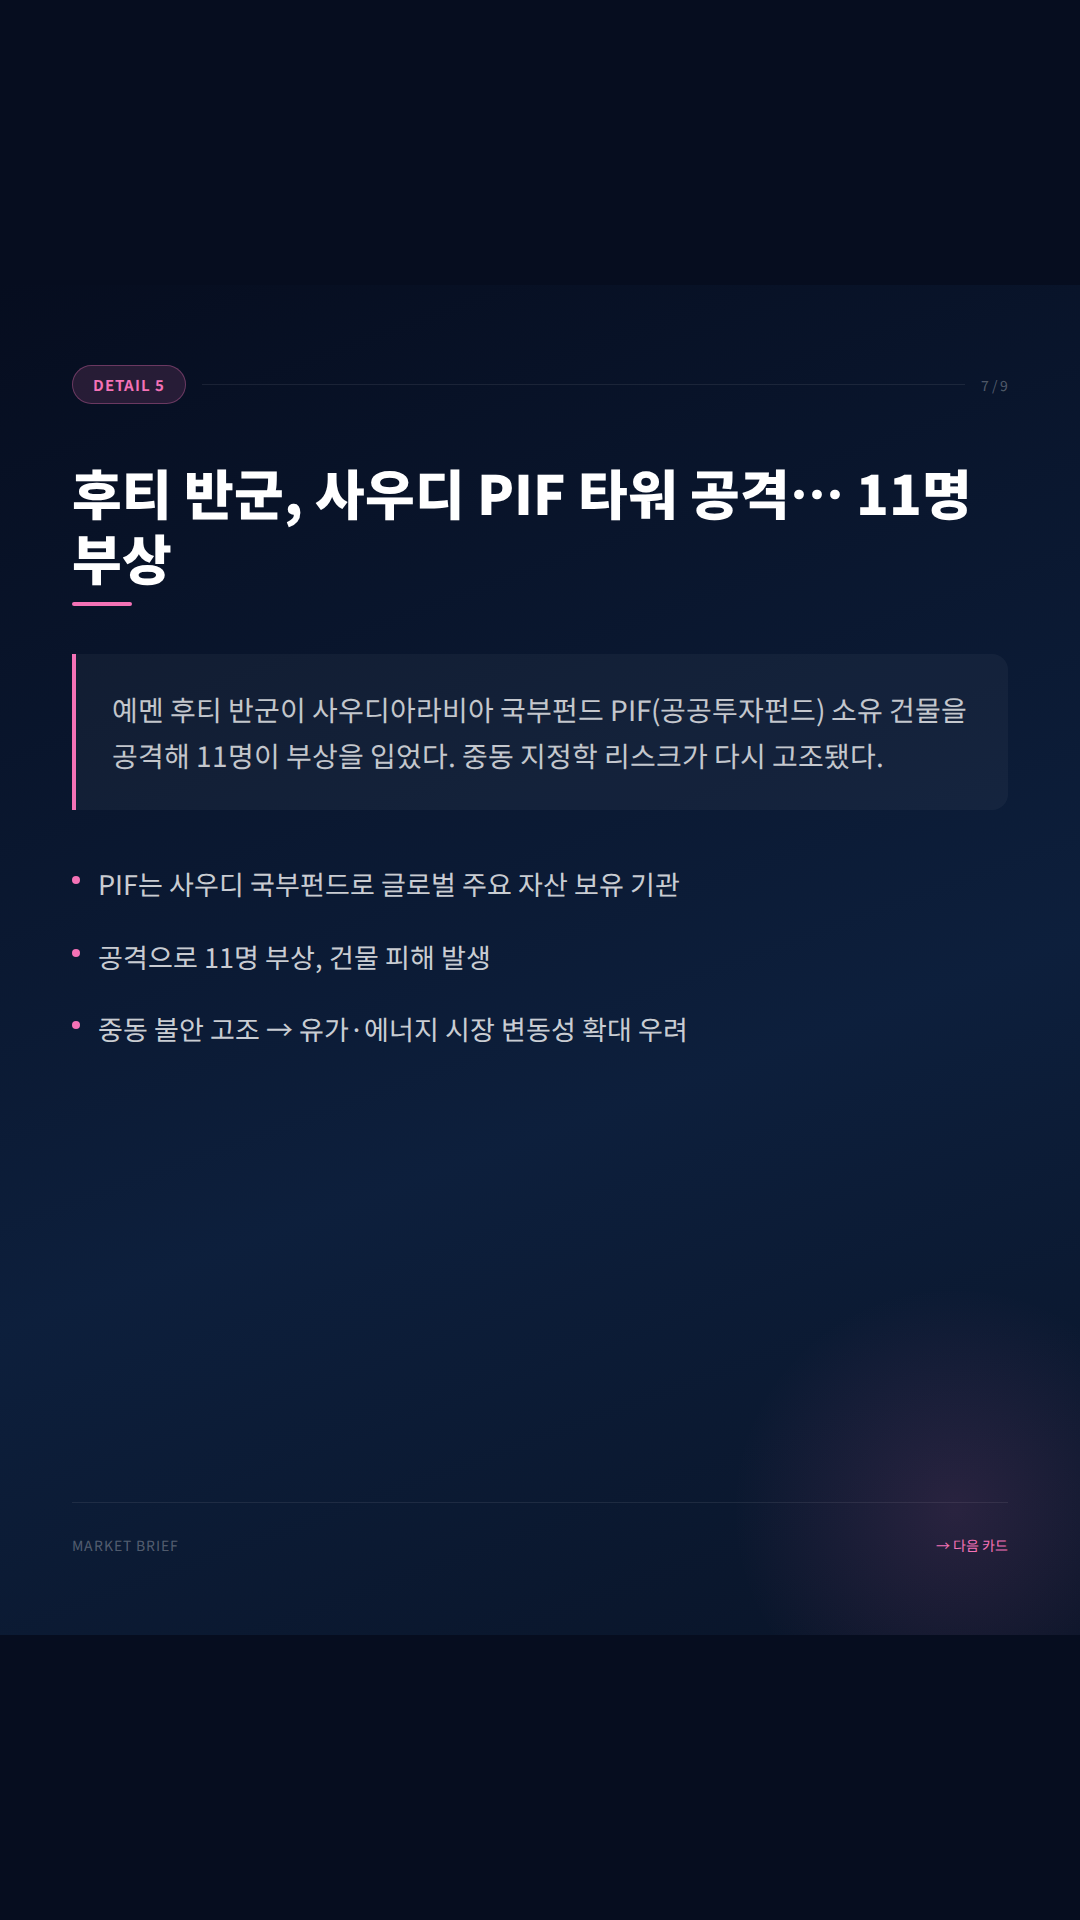 DETAIL 5
7 / 9
후티 반군, 사우디 PIF 타워 공격… 11명
부상
예멘 후티 반군이 사우디아라비아 국부펀드 PIF(공공투자펀드) 소유 건물을
공격해 11명이 부상을 입었다. 중동 지정학 리스크가 다시 고조됐다.
• PIF는 사우디 국부펀드로 글로벌 주요 자산 보유 기관
• 공격으로 11명 부상, 건물 피해 발생
• 중동 불안 고조 → 유가·에너지 시장 변동성 확대 우려
MARKET BRIEF
→ 다음 카드